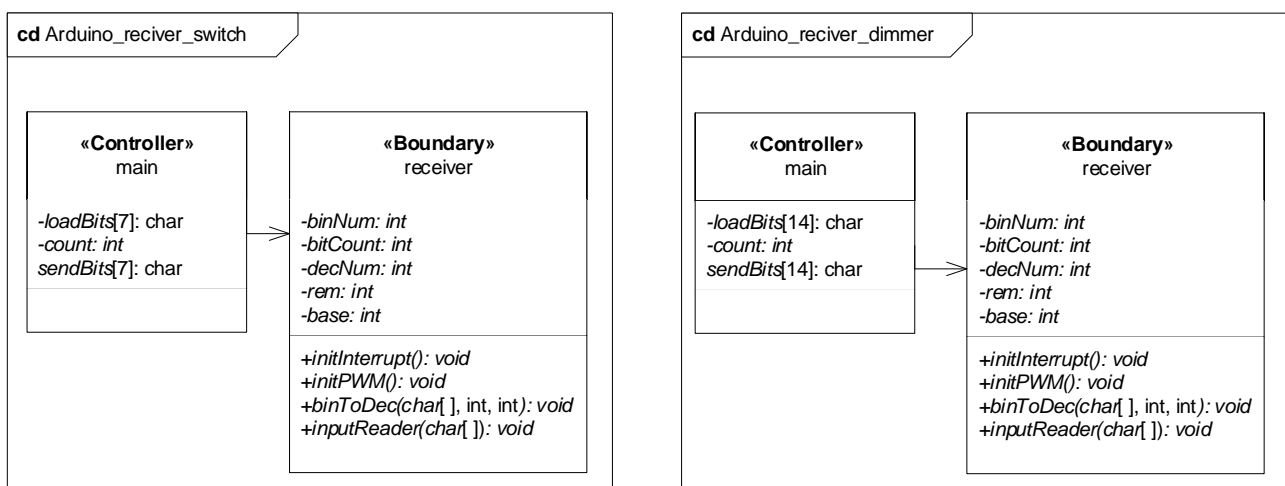 cd Arduino_reciver_switch
«Controller»
main
-loadBits[7]: char
-count: int
sendBits[7]: char
«Boundary»
receiver
-binNum: int
-bitCount: int
-decNum: int
-rem: int
-base: int
+initInterrupt(): void
+initPWM(): void
+binToDec(char[ ], int, int): void
+inputReader(char[ ]): void
cd Arduino_reciver_dimmer
«Controller»
main
-loadBits[14]: char
-count: int
sendBits[14]: char
«Boundary»
receiver
-binNum: int
-bitCount: int
-decNum: int
-rem: int
-base: int
+initInterrupt(): void
+initPWM(): void
+binToDec(char[ ], int, int): void
+inputReader(char[ ]): void